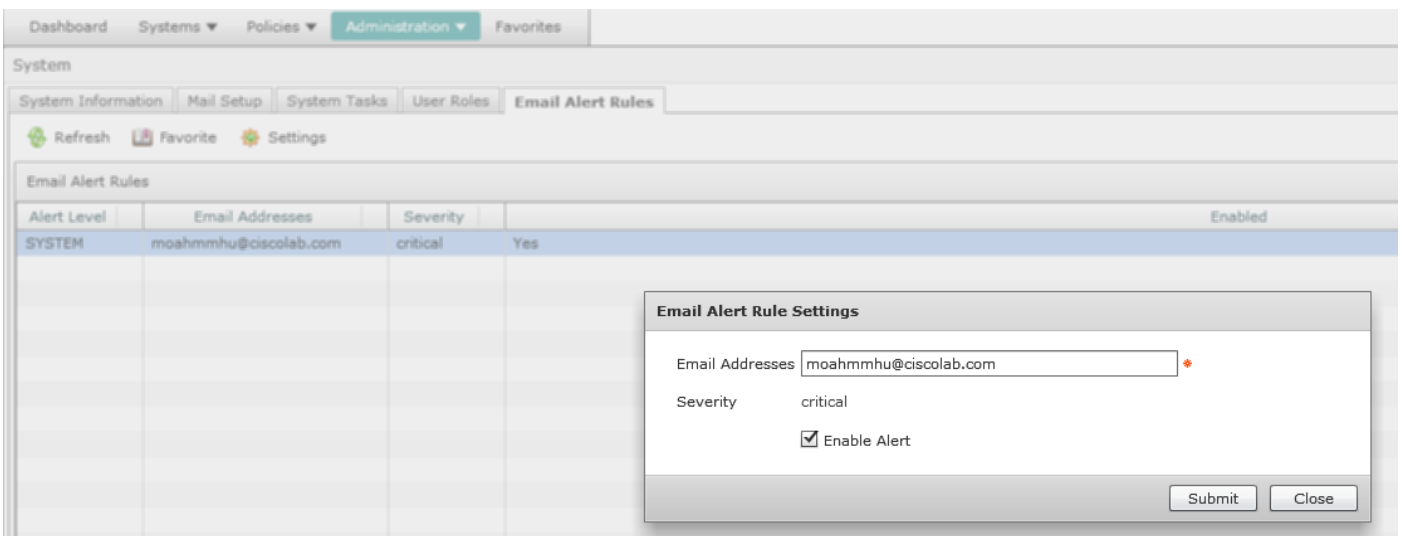 Dashboard Systems Policies Administration Favorites
System
System Information Mail Setup System Tasks User Roles Email Alert Rules
Refresh Favorite Settings
Email Alert Rules
Alert Level Email Addresses Severity Enabled
SYSTEM moahmmhu@ciscolab.com critical Yes
Email Alert Rule Settings
Email Addresses moahmmhu@ciscolab.com *
Severity critical
Enable Alert
Submit Close